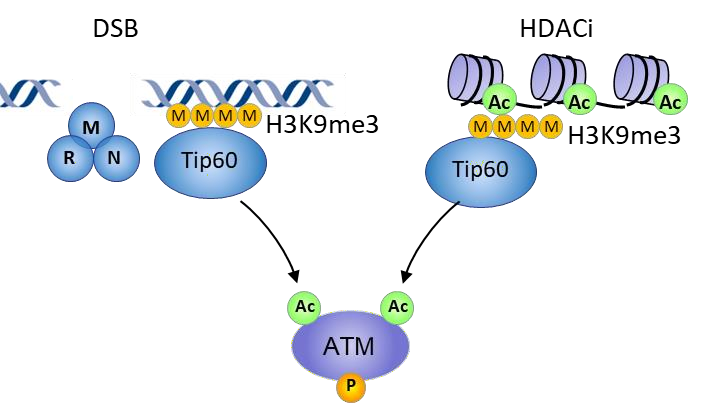 DSB
HDACi
M
R N
M M M M
H3K9me3
Tip60
Ac Ac Ac
M M M M
H3K9me3
Tip60
Ac Ac
ATM
P